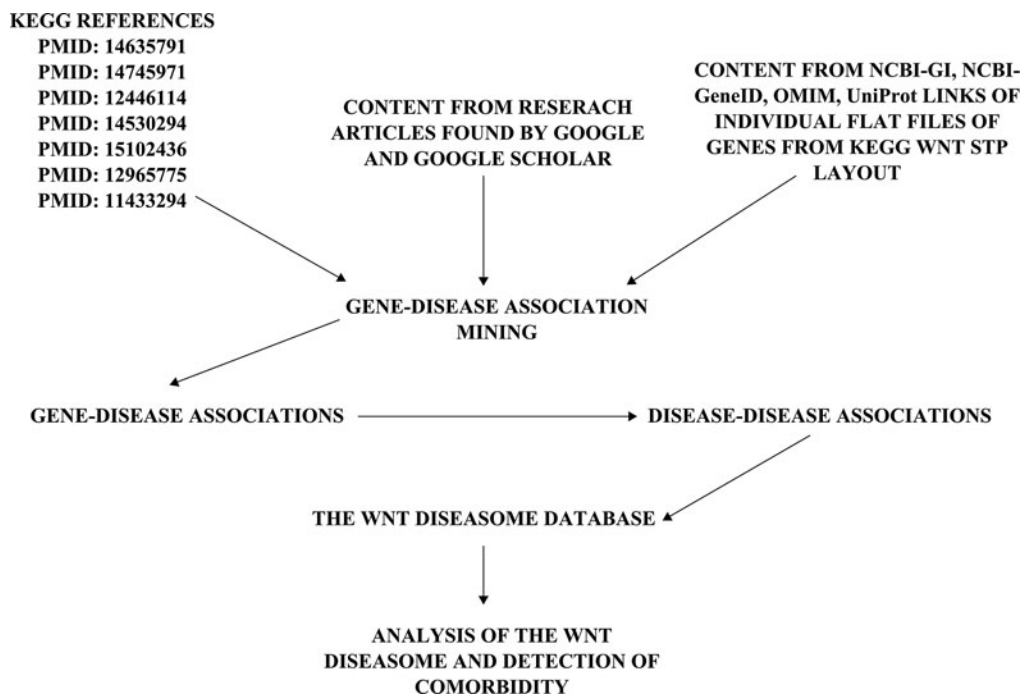 KEGG REFERENCES
PMID: 14635791
PMID: 14745971
PMID: 12446114
PMID: 14530294
PMID: 15102436
PMID: 12965775
PMID: 11433294
CONTENT FROM RESERACH
ARTICLES FOUND BY GOOGLE
AND GOOGLE SCHOLAR
CONTENT FROM NCBI-GI, NCBI-
GeneID, OMIM, UniProt LINKS OF
INDIVIDUAL FLAT FILES OF
GENES FROM KEGG WNT STP
LAYOUT
GENE-DISEASE ASSOCIATION
MINING
GENE-DISEASE ASSOCIATIONS
DISEASE-DISEASE ASSOCIATIONS
THE WNT DISEASOME DATABASE
ANALYSIS OF THE WNT
DISEASOME AND DETECTION OF
COMORBIDITY